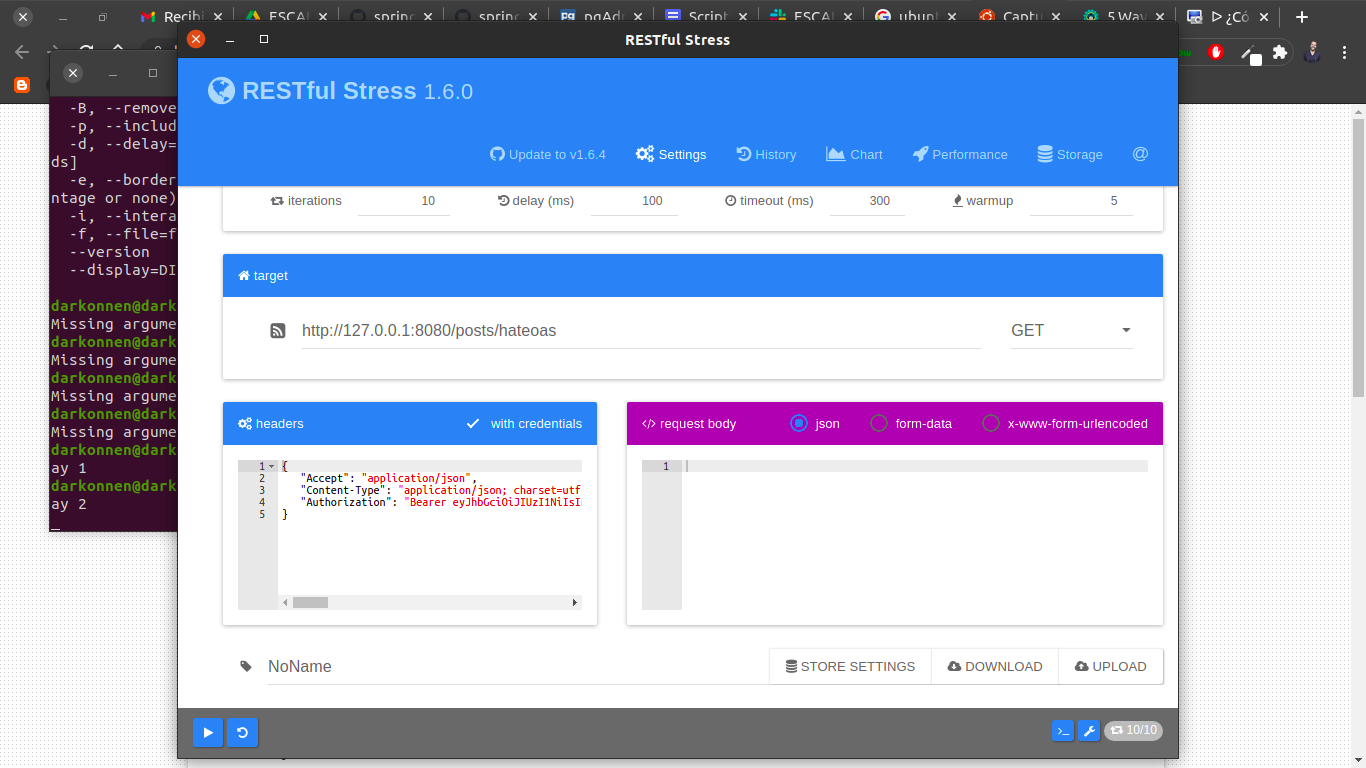 Recibi
ESCAL
spring
spring
pgAdr
Script
ESCAL
ubunt
Captu
5 Way
¿Có
RESTful Stress
RESTful Stress 1.6.0
Update to v1.6.4
Settings
History
Chart
Performance
Storage
@
-B, --remove
-p, --includ
-d, --delay=
ds]
-e, --border
ntage or none)
-i, --intera
-f, --file=f
--version
--display=DI
darkonnen@dark
Missing argume
darkonnen@dark
Missing argume
darkonnen@dark
Missing argume
darkonnen@dark
Missing argume
darkonnen@dark
ay 1
darkonnen@dark
ay 2
iterations 10 delay (ms) 100 timeout (ms) 300 warmup 5
target
http://127.0.0.1:8080/posts/hateoas GET
headers with credentials
1 {
2 "Accept": "application/json",
3 "Content-Type": "application/json; charset=utf
4 "Authorization": "Bearer eyJhbGciOiJIUzI1NiIsI
5 }
</> request body json form-data x-www-form-urlencoded
1
NoName STORE SETTINGS DOWNLOAD UPLOAD
10/10